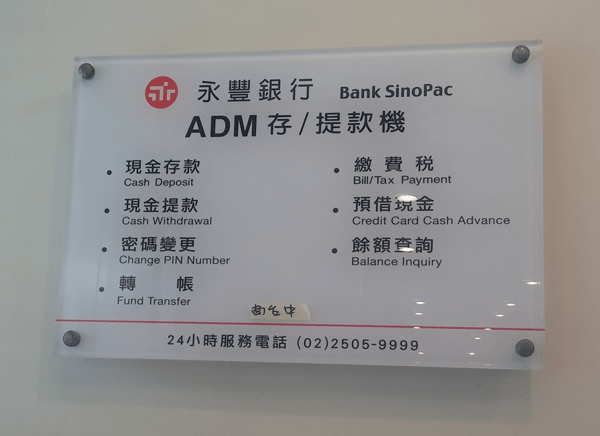 永豐銀行 Bank SinoPac
ADM 存/提款機
現金存款
Cash Deposit
現金提款
Cash Withdrawal
密碼變更
Change PIN Number
轉 帳
Fund Transfer
繳費税
Bill/Tax Payment
預借現金
Credit Card Cash Advance
餘額查詢
Balance Inquiry
24小時服務電話 (02)2505-9999